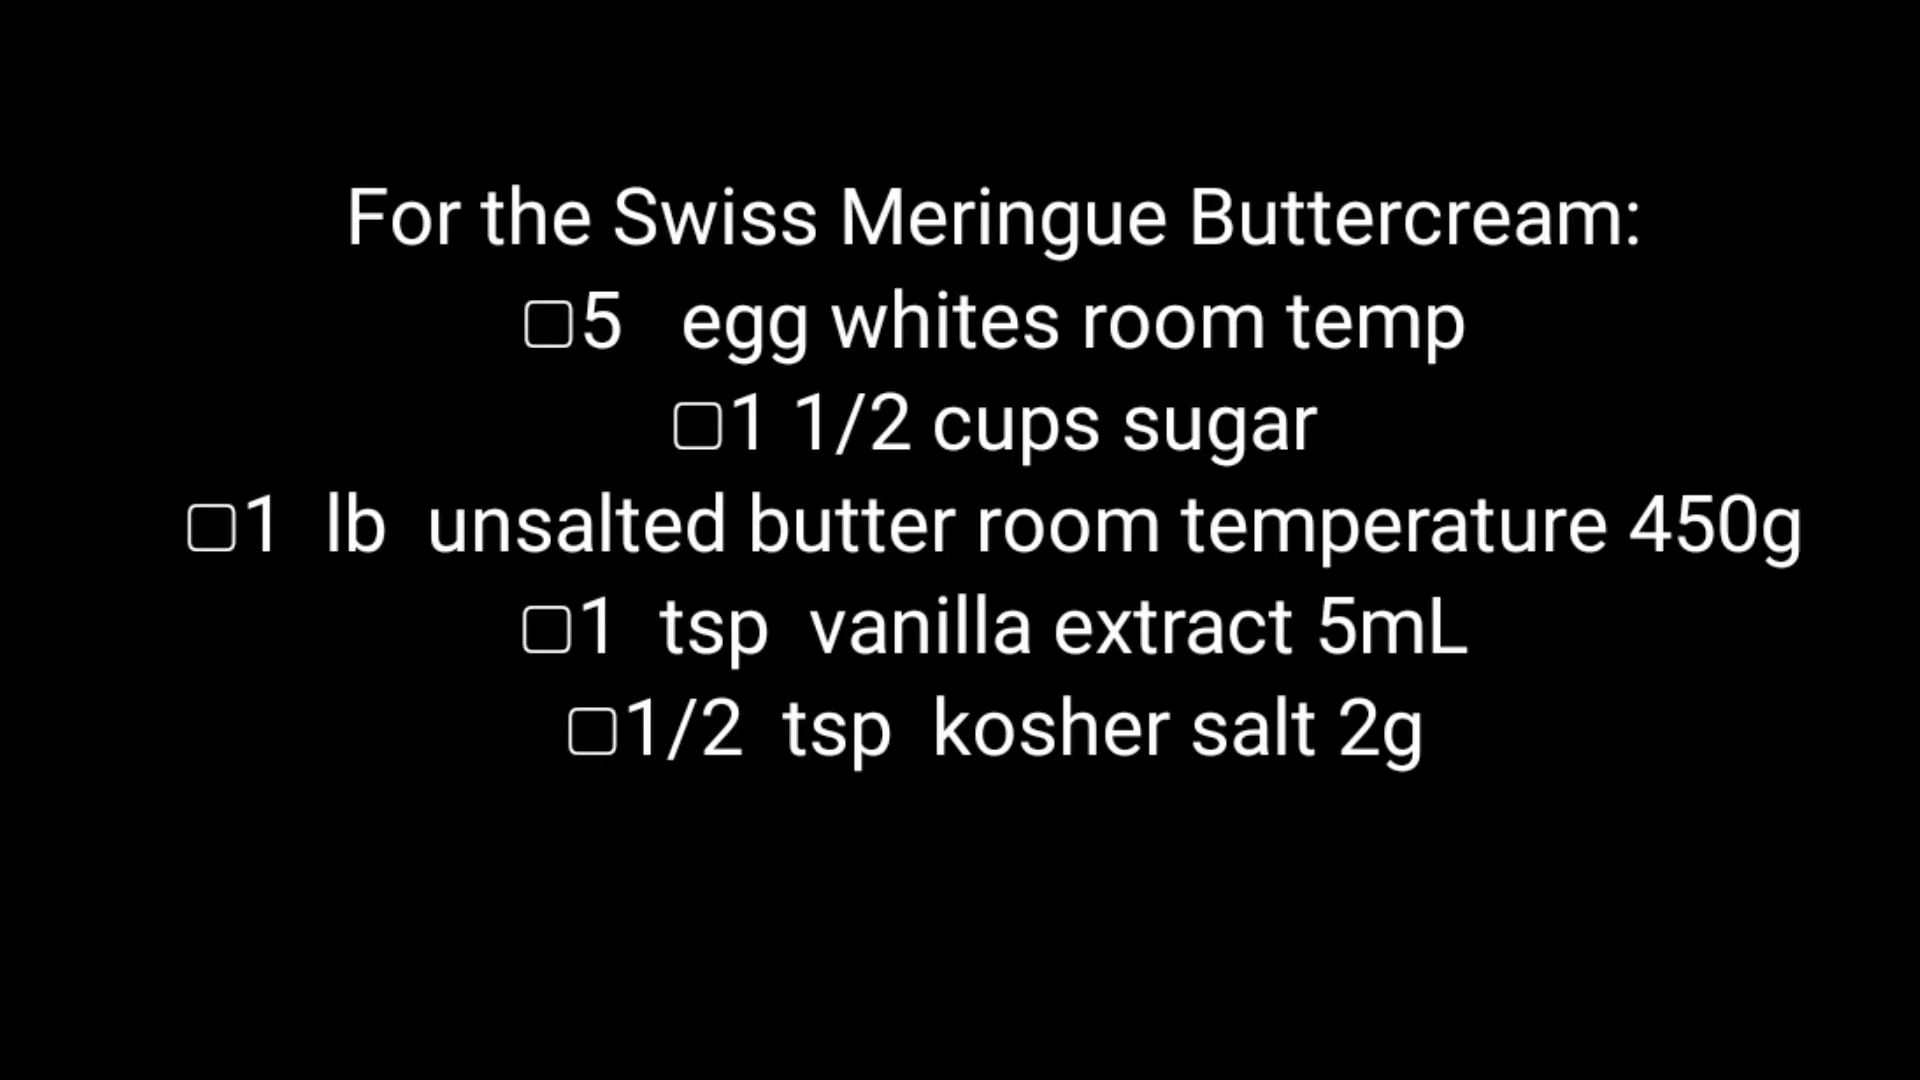 For the Swiss Meringue Buttercream:
▢5 egg whites room temp
▢1 1/2 cups sugar
▢1 lb unsalted butter room temperature 450g
▢1 tsp vanilla extract 5mL
▢1/2 tsp kosher salt 2g